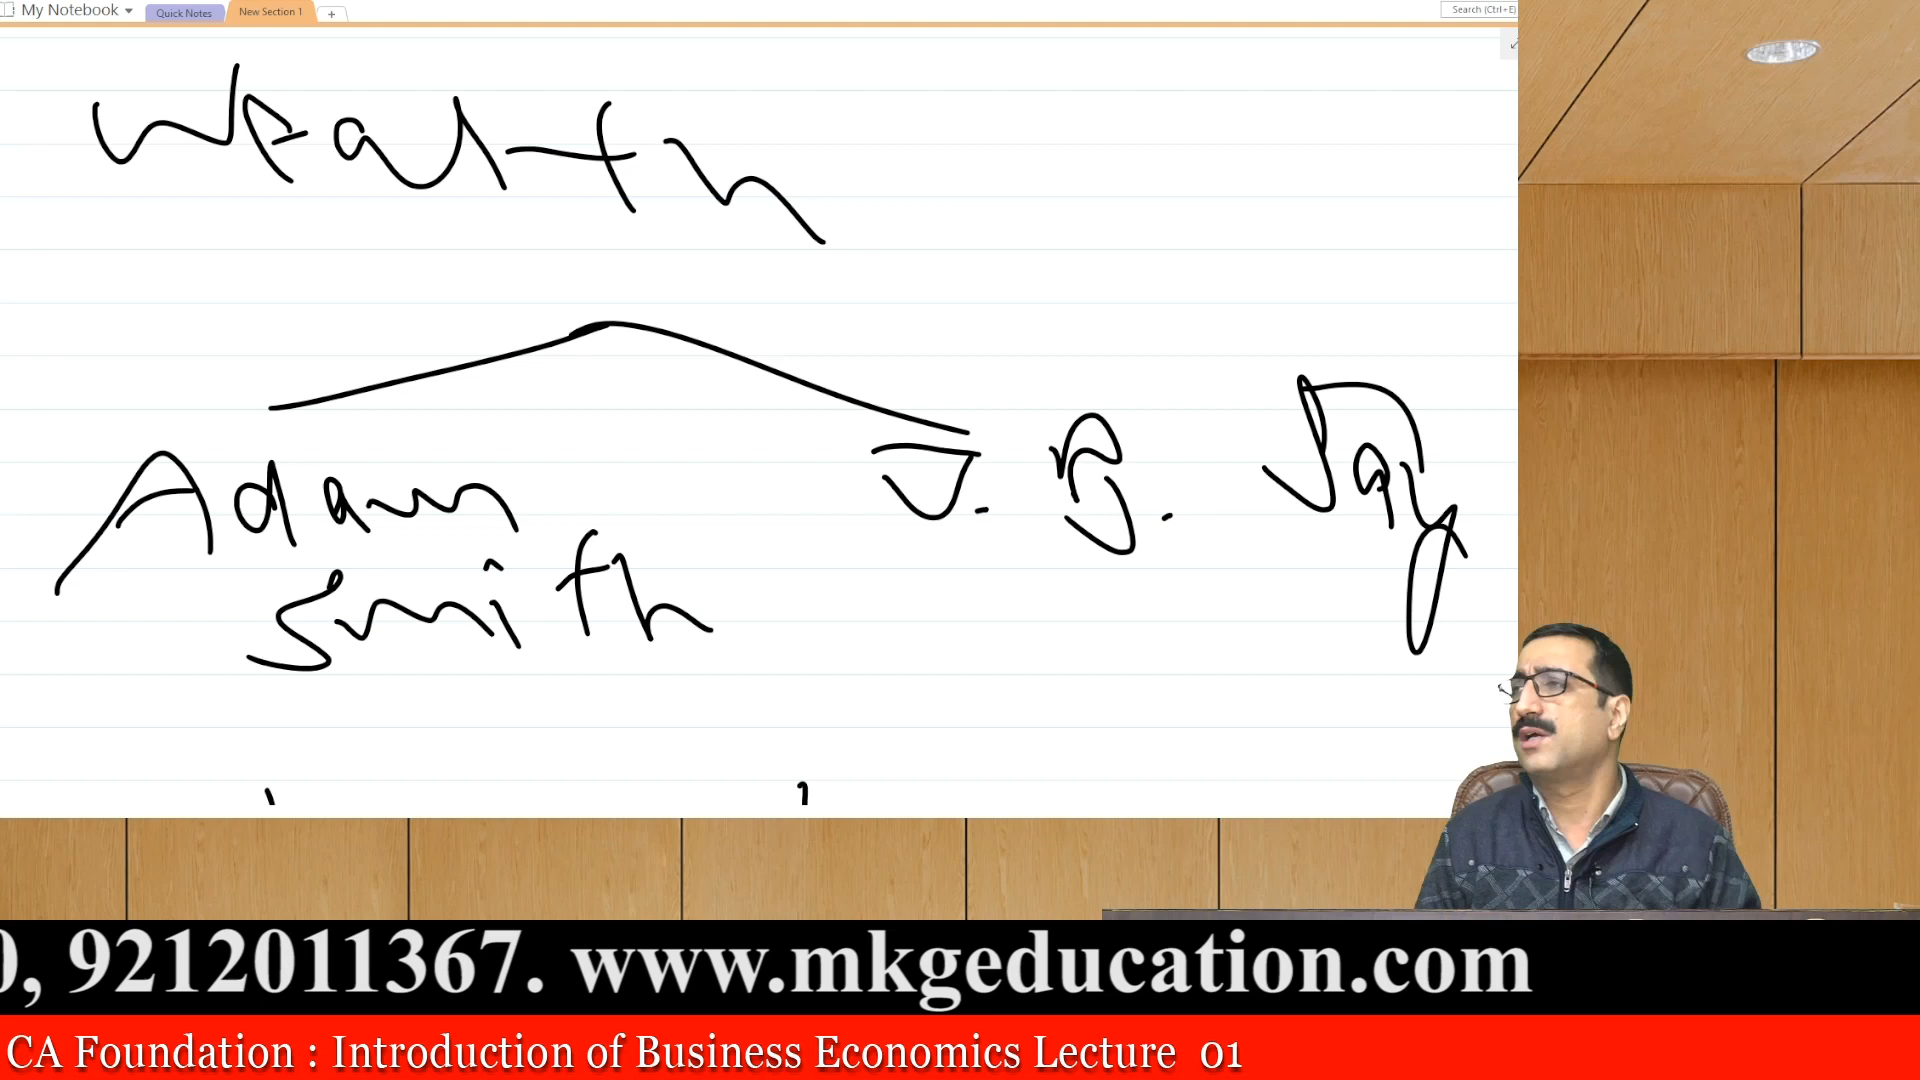 My Notebook
Quick Notes
New Section 1
+
Search (Ctrl+E)
Wealth
Adam
Smith
J. B. Say
0, 9212011367. www.mkgeducation.com
CA Foundation : Introduction of Business Economics Lecture 01